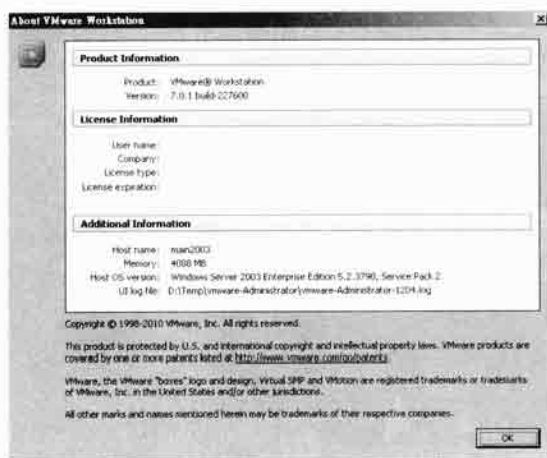 About VMware Workstation
Product Information
Product: VMware® Workstation
Version: 7.0.1 build-227600
License Information
User name:
Company:
License type:
License expiration:
Additional Information
Host name: main2003
Memory: 4088 MB
Host OS version: Windows Server 2003 Enterprise Edition 5.2.3790, Service Pack 2
UI log file: D:\Temp\vmware-Administrator\vmware-Administrator-1204.log
Copyright © 1998-2010 VMware, Inc. All rights reserved.
This product is protected by U.S. and international copyright and intellectual property laws. VMware products are
covered by one or more patents listed at http://www.vmware.com/go/patents.
VMware, the VMware "boxes" logo and design, Virtual SMP and VMotion are registered trademarks or trademarks
of VMware, Inc. in the United States and/or other jurisdictions.
All other marks and names mentioned herein may be trademarks of their respective companies.
OK